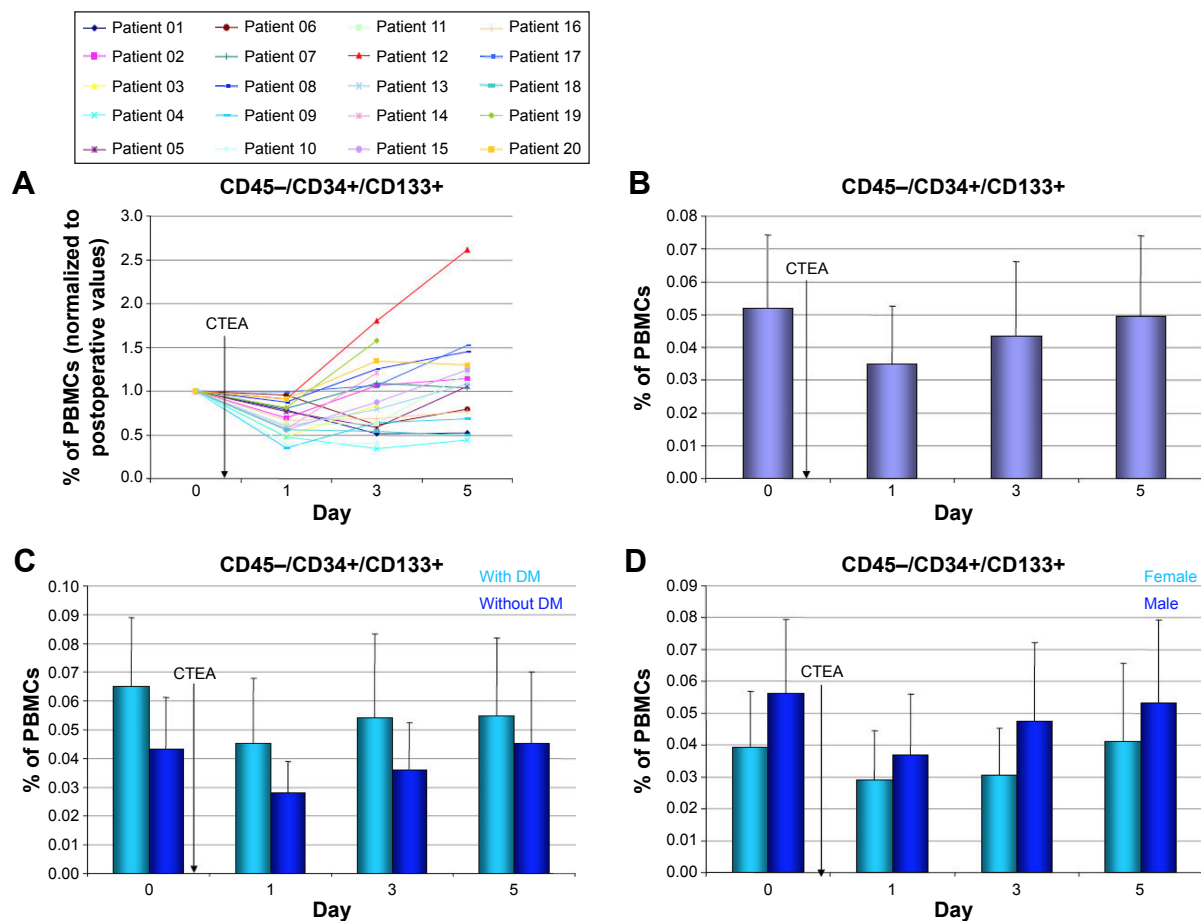 Patient 01 Patient 06 Patient 11 Patient 16
Patient 02 Patient 07 Patient 12 Patient 17
Patient 03 Patient 08 Patient 13 Patient 18
Patient 04 Patient 09 Patient 14 Patient 19
Patient 05 Patient 10 Patient 15 Patient 20
A
CD45–/CD34+/CD133+
% of PBMCs (normalized to
postoperative values)
3.0
2.5
2.0
1.5
1.0
0.5
0.0
CTEA
0 1 3 5
Day
B
CD45–/CD34+/CD133+
% of PBMCs
0.08
0.07
0.06
0.05
0.04
0.03
0.02
0.01
0.00
CTEA
0 1 3 5
Day
C
CD45–/CD34+/CD133+
With DM
Without DM
% of PBMCs
0.10
0.09
0.08
0.07
0.06
0.05
0.04
0.03
0.02
0.01
0.00
CTEA
0 1 3 5
Day
D
CD45–/CD34+/CD133+
Female
Male
% of PBMCs
0.09
0.08
0.07
0.06
0.05
0.04
0.03
0.02
0.01
0.00
CTEA
0 1 3 5
Day